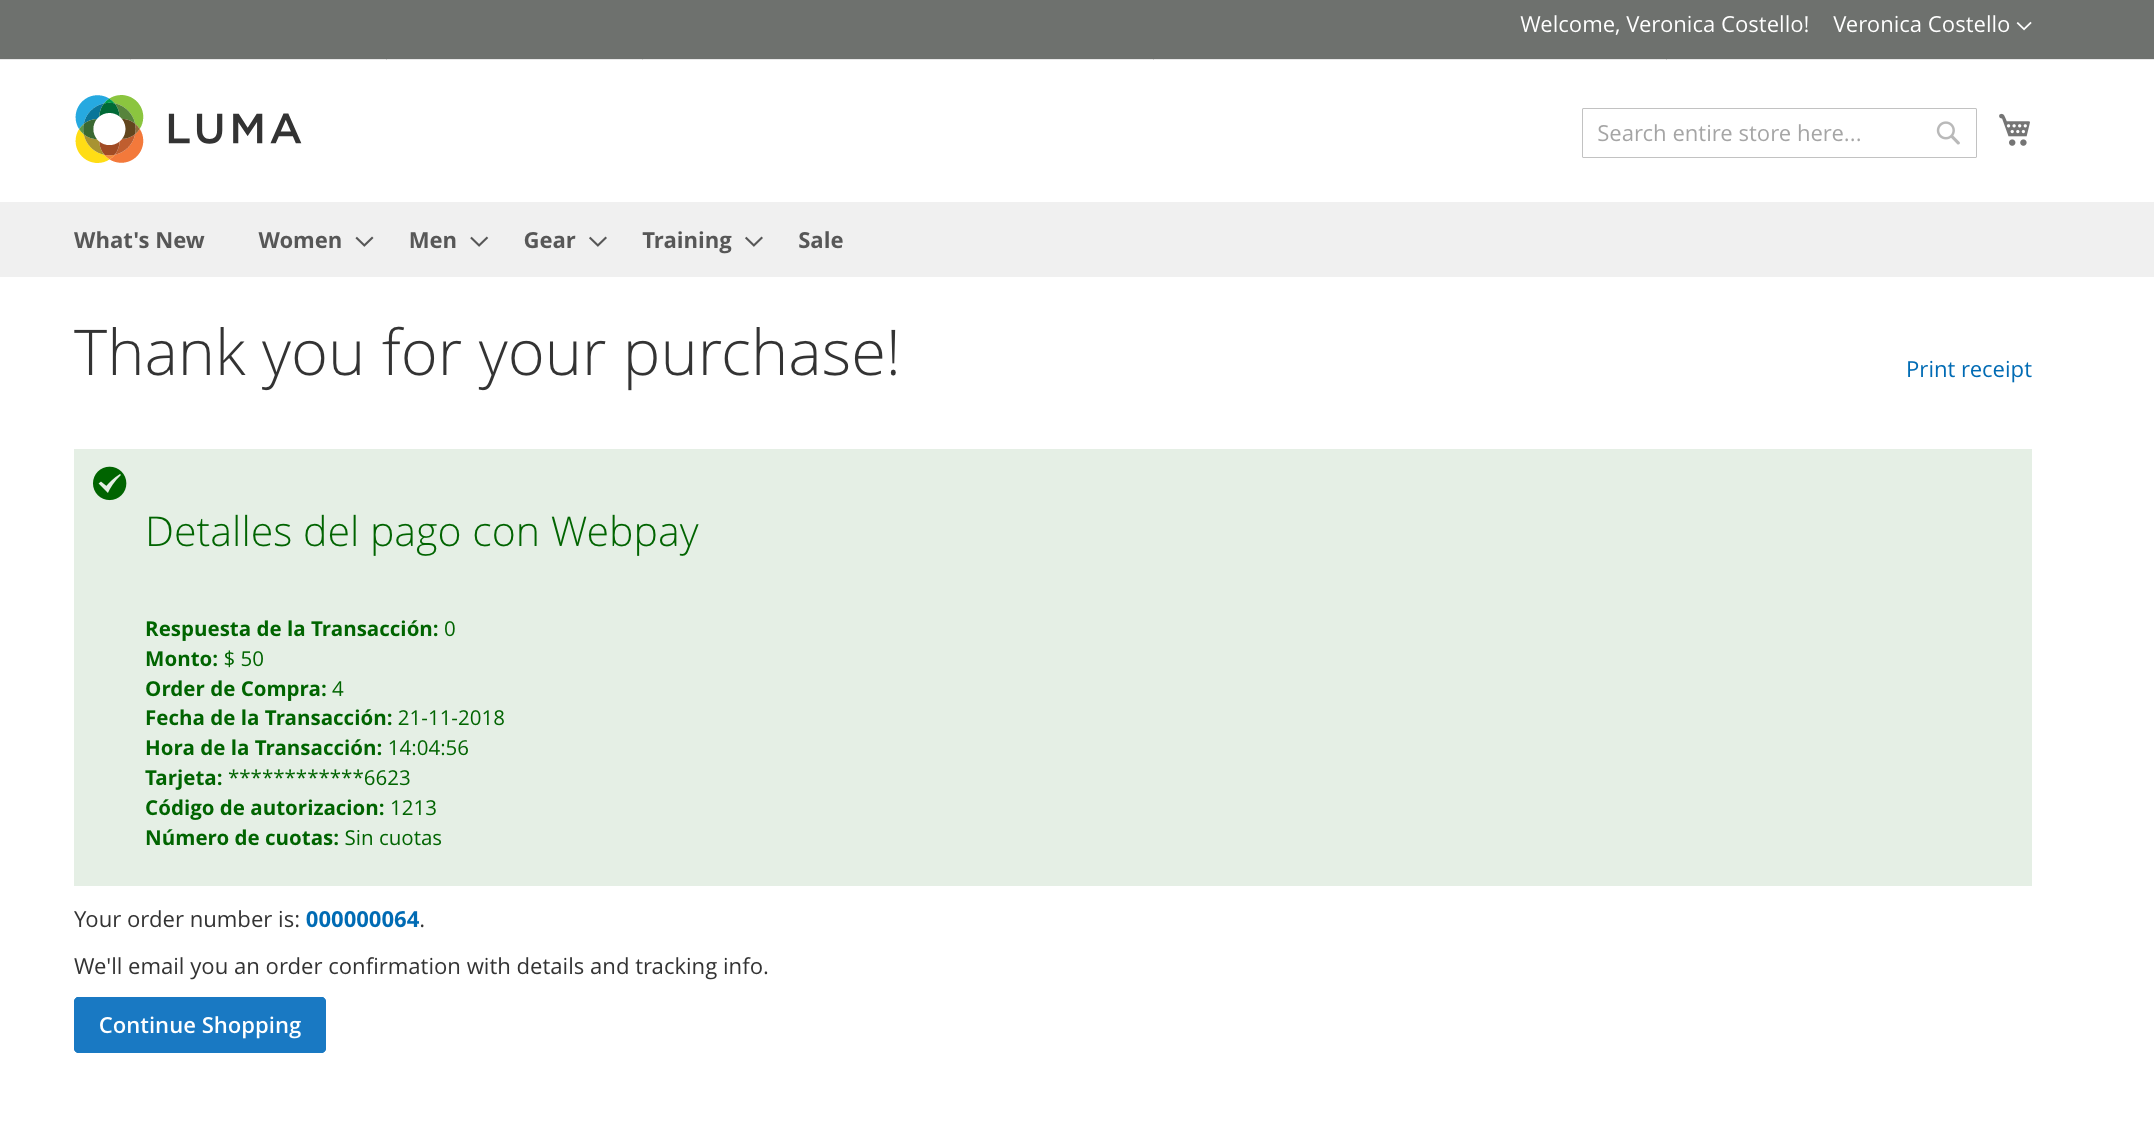 Welcome, Veronica Costello! Veronica Costello
LUMA
Search entire store here...
What's New Women Men Gear Training Sale
Thank you for your purchase!
Print receipt
Detalles del pago con Webpay
Respuesta de la Transacción: 0
Monto: $ 50
Order de Compra: 4
Fecha de la Transacción: 21-11-2018
Hora de la Transacción: 14:04:56
Tarjeta: ************6623
Código de autorizacion: 1213
Número de cuotas: Sin cuotas
Your order number is: 000000064.
We'll email you an order confirmation with details and tracking info.
Continue Shopping